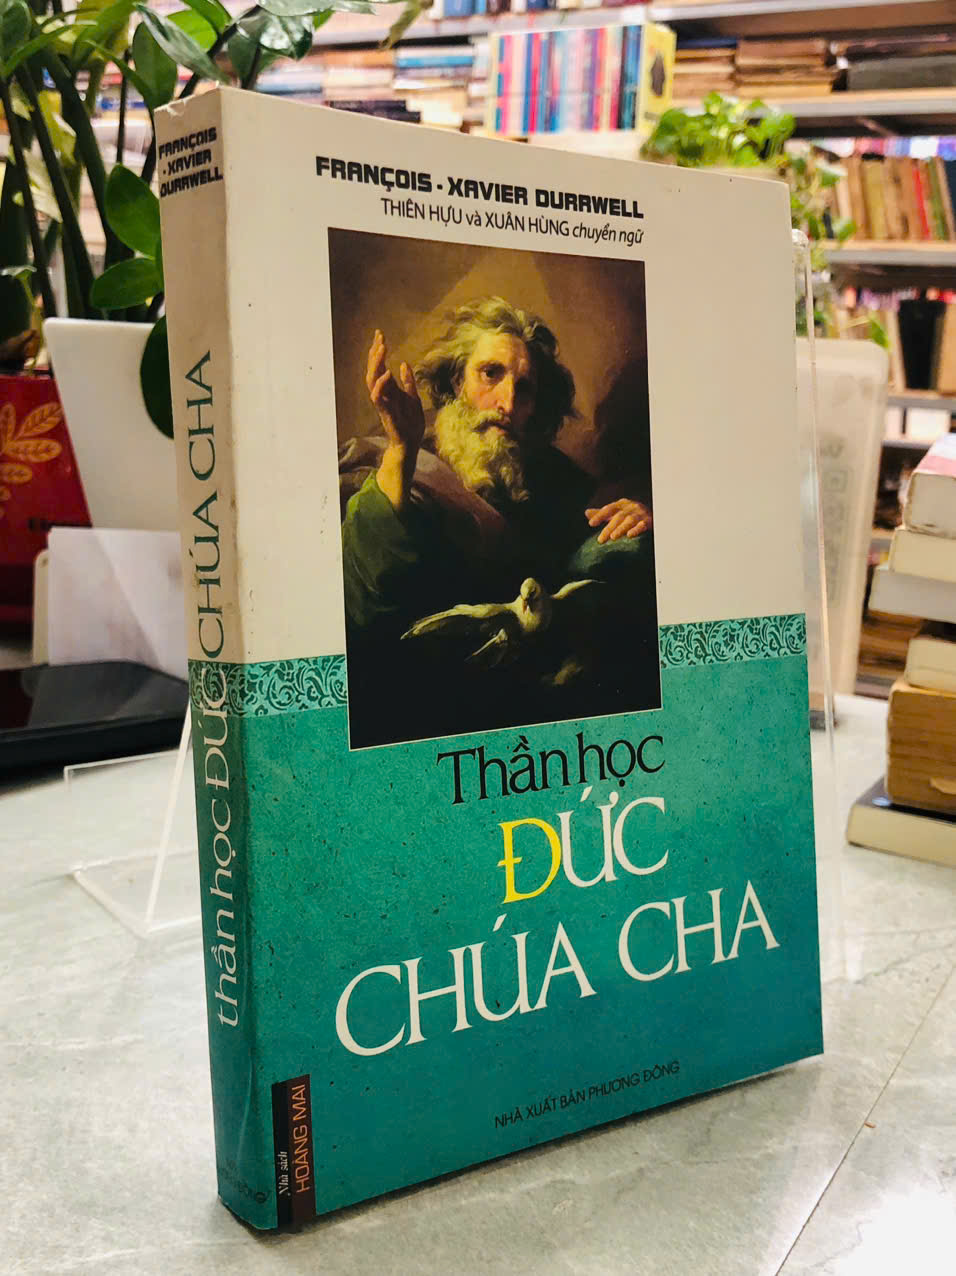 FRANÇOIS - XAVIER DURRWELL
THIÊN HỰU và XUÂN HÙNG chuyển ngữ
Thần học
ĐỨC
CHÚA CHA
NHÀ XUẤT BẢN PHƯƠNG ĐÔNG
FRANÇOIS
- XAVIER
DURRWELL
thần học ĐỨC CHÚA CHA
Nhà sách
HOÀNG MAI